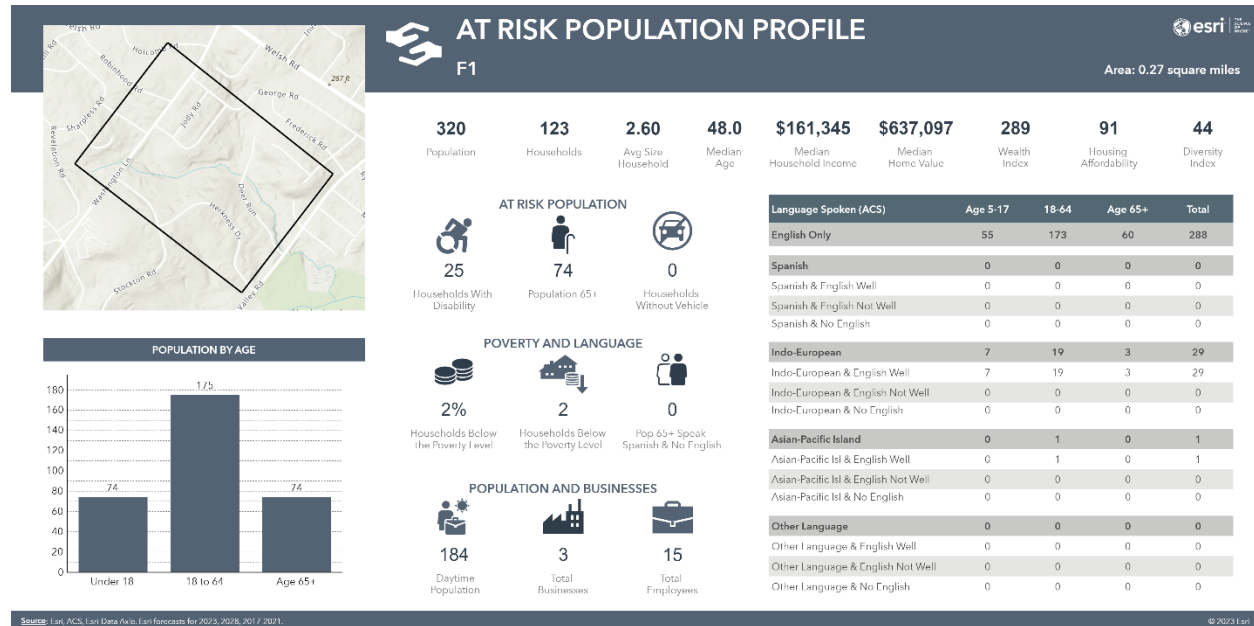 AT RISK POPULATION PROFILE
F1
esri
THE
SCIENCE
OF
WHERE
Area: 0.27 square miles
Welsh Rd
Holcomb Rd
Robinhood Rd
Welsh Rd
267 ft
George Rd
Sharpless Rd
Jody Rd
Frederick Rd
Revelation Rd
Washington Ln
Deer Run
Herkness Dr
Stockton Rd
Valley Rd
320
Population
123
Households
2.60
Avg Size
Household
48.0
Median
Age
$161,345
Median
Household Income
$637,097
Median
Home Value
289
Wealth
Index
91
Housing
Affordability
44
Diversity
Index
AT RISK POPULATION
25
Households With
Disability
74
Population 65+
0
Households
Without Vehicle
POVERTY AND LANGUAGE
2%
Households Below
the Poverty Level
2
Households Below
the Poverty Level
0
Pop 65+ Speak
Spanish & No English
POPULATION AND BUSINESSES
184
Daytime
Population
3
Total
Businesses
15
Total
Employees
POPULATION BY AGE
180
160
140
120
100
80
60
40
20
0
74
175
74
Under 18 18 to 64 Age 65+
Language Spoken (ACS) Age 5-17 18-64 Age 65+ Total
English Only 55 173 60 288
Spanish 0 0 0 0
Spanish & English Well 0 0 0 0
Spanish & English Not Well 0 0 0 0
Spanish & No English 0 0 0 0
Indo-European 7 19 3 29
Indo-European & English Well 7 19 3 29
Indo-European & English Not Well 0 0 0 0
Indo-European & No English 0 0 0 0
Asian-Pacific Island 0 1 0 1
Asian-Pacific Isl & English Well 0 1 0 1
Asian-Pacific Isl & English Not Well 0 0 0 0
Asian-Pacific Isl & No English 0 0 0 0
Other Language 0 0 0 0
Other Language & English Well 0 0 0 0
Other Language & English Not Well 0 0 0 0
Other Language & No English 0 0 0 0
Source: Esri, ACS, Esri-Data Axle. Esri forecasts for 2023, 2028, 2017-2021.
© 2023 Esri